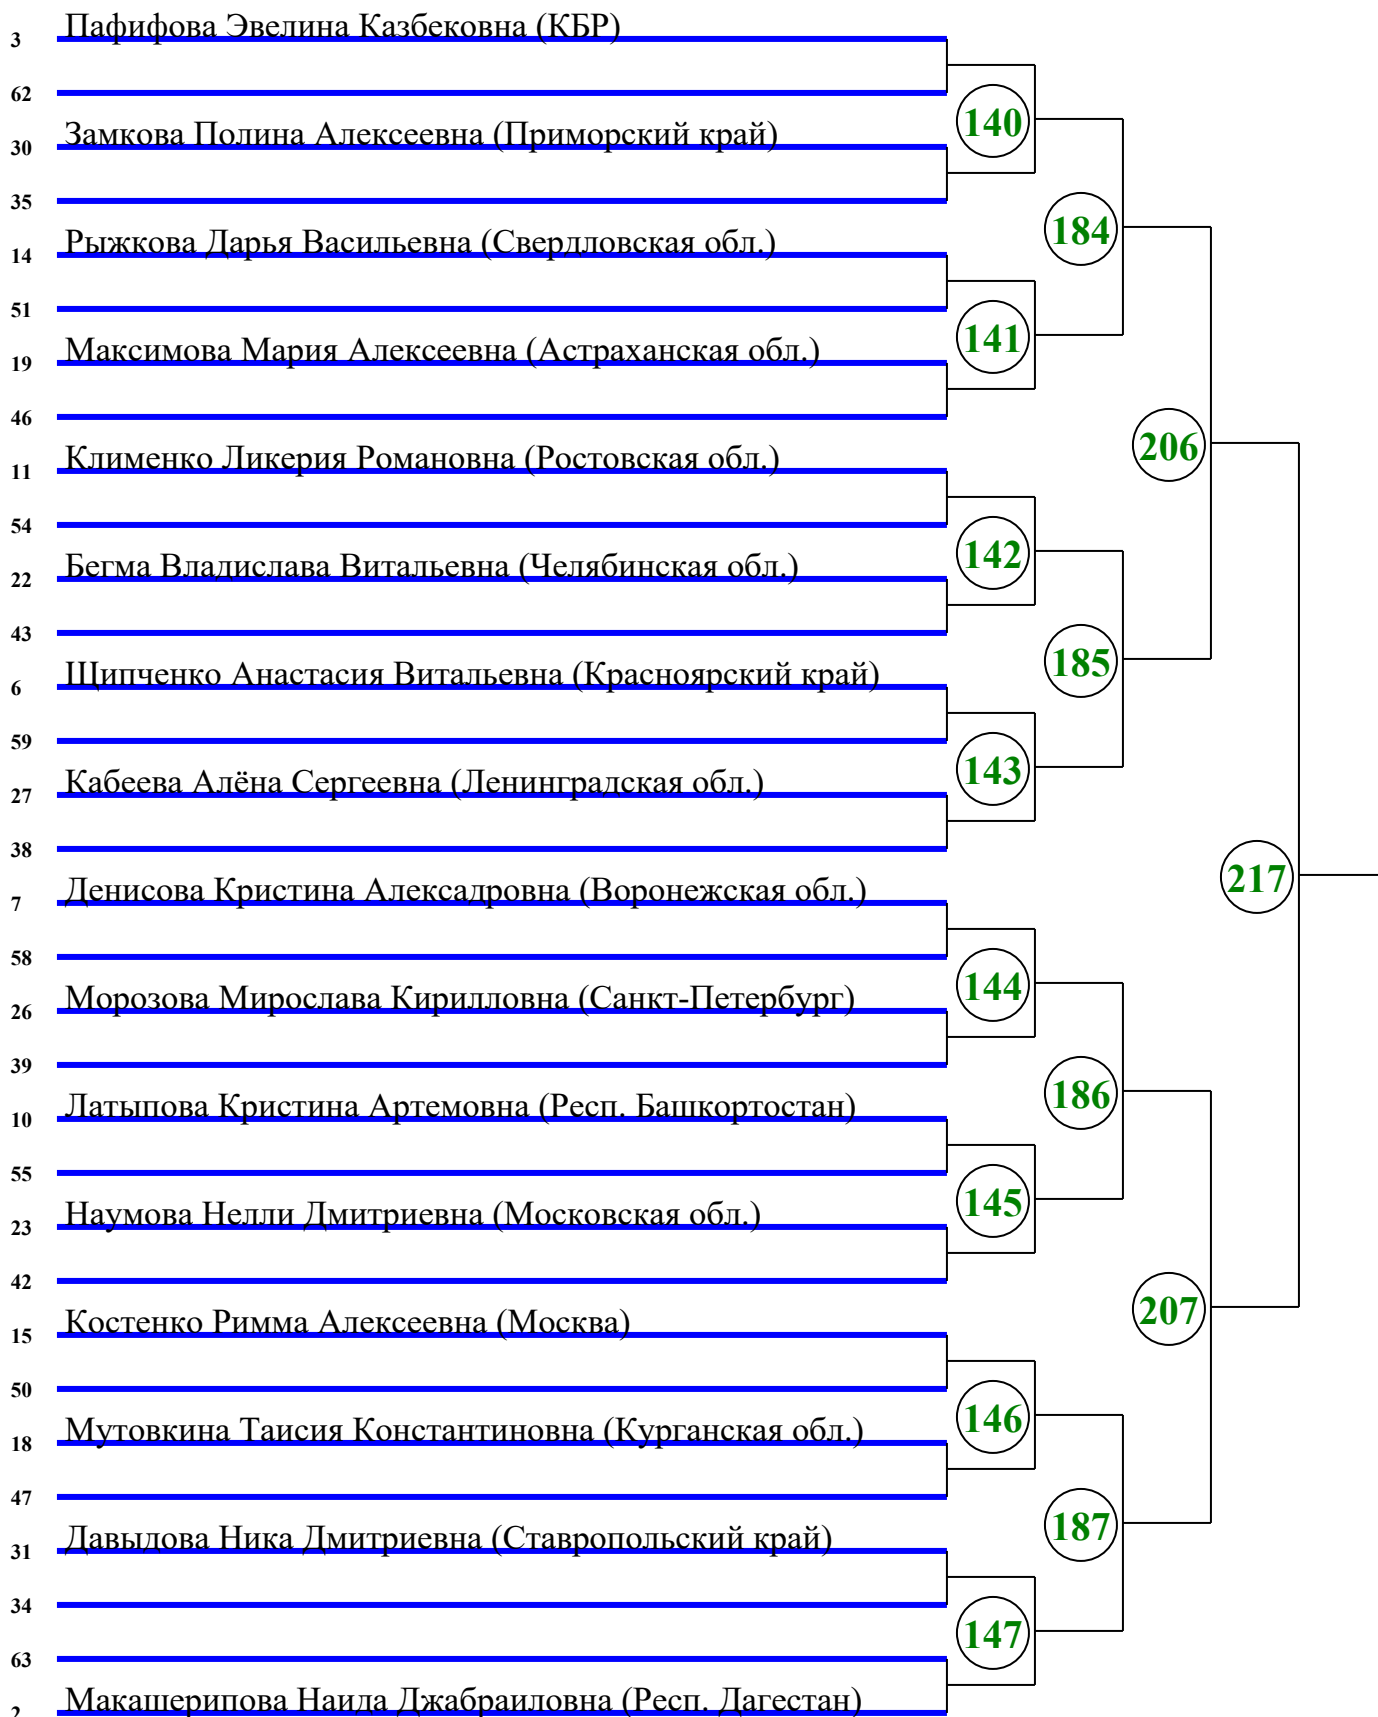 3 Пафифова Эвелина Казбековна (КБР)
62
140
30 Замкова Полина Алексеевна (Приморский край)
35
184
14 Рыжкова Дарья Васильевна (Свердловская обл.)
51
141
19 Максимова Мария Алексеевна (Астраханская обл.)
46
206
11 Клименко Ликерия Романовна (Ростовская обл.)
54
142
22 Бегма Владислава Витальевна (Челябинская обл.)
43
185
6 Щипченко Анастасия Витальевна (Красноярский край)
59
143
27 Кабеева Алёна Сергеевна (Ленинградская обл.)
38
217
7 Денисова Кристина Алексадровна (Воронежская обл.)
58
144
26 Морозова Мирослава Кирилловна (Санкт-Петербург)
39
186
10 Латыпова Кристина Артемовна (Респ. Башкортостан)
55
145
23 Наумова Нелли Дмитриевна (Московская обл.)
42
207
15 Костенко Римма Алексеевна (Москва)
50
146
18 Мутовкина Таисия Константиновна (Курганская обл.)
47
187
31 Давыдова Ника Дмитриевна (Ставропольский край)
34
147
63
2 Макашерипова Наида Джабраиловна (Респ. Дагестан)